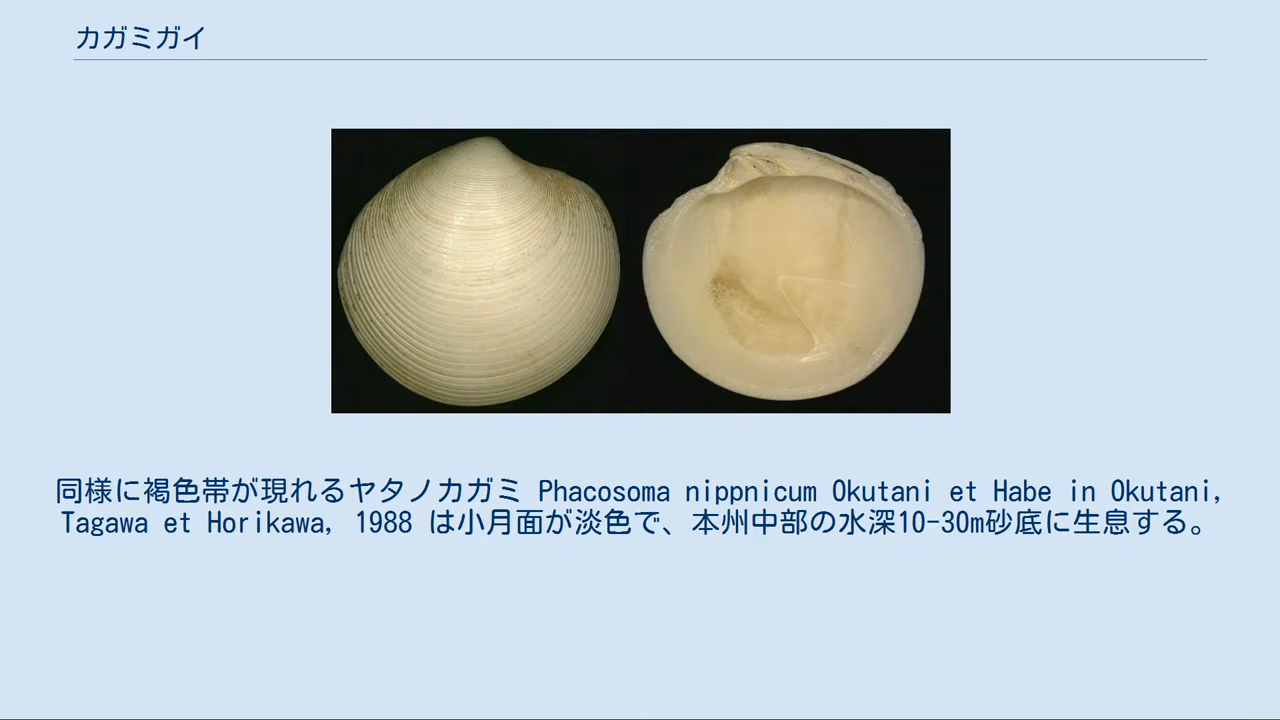 カガミガイ
同様に褐色帯が現れるヤタノカガミ Phacosoma nippnicum Okutani et Habe in Okutani,
Tagawa et Horikawa, 1988 は小月面が淡色で、本州中部の水深10-30m砂底に生息する。